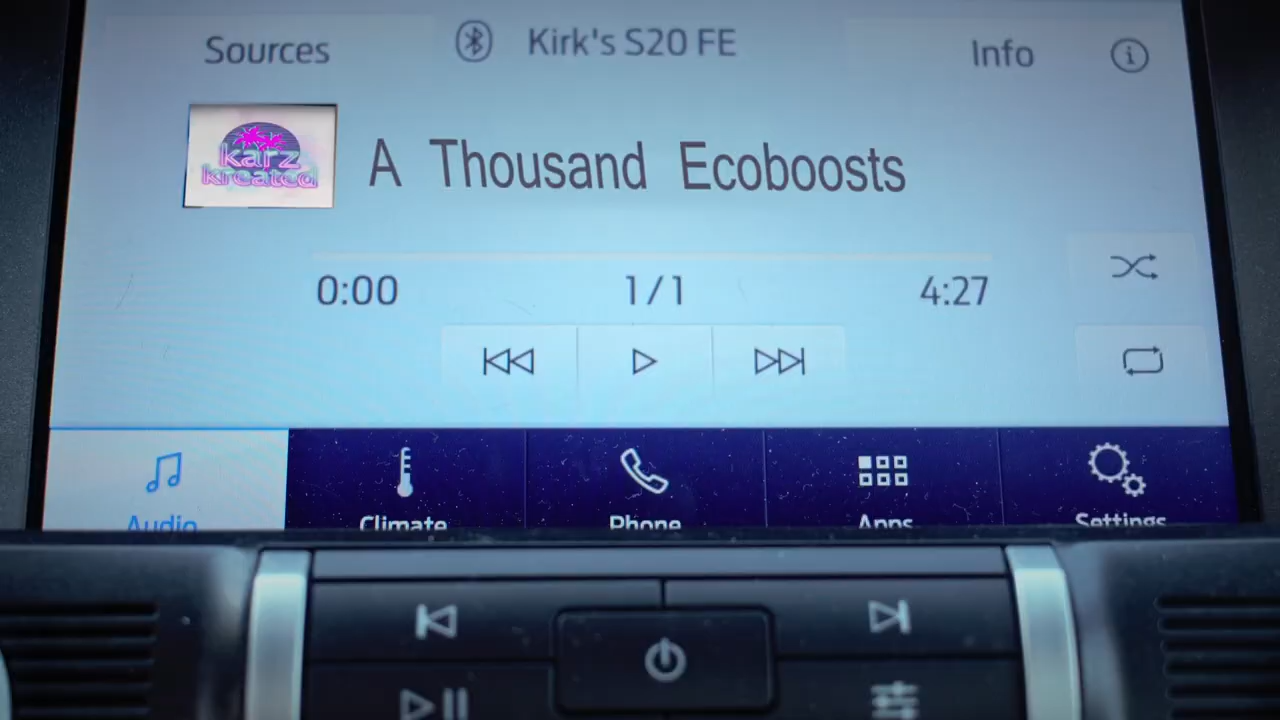 Sources
Kirk's S20 FE
Info
karz
kreated
A Thousand Ecoboosts
0:00
1/1
4:27
Audio
Climate
Phone
Apps
Settings